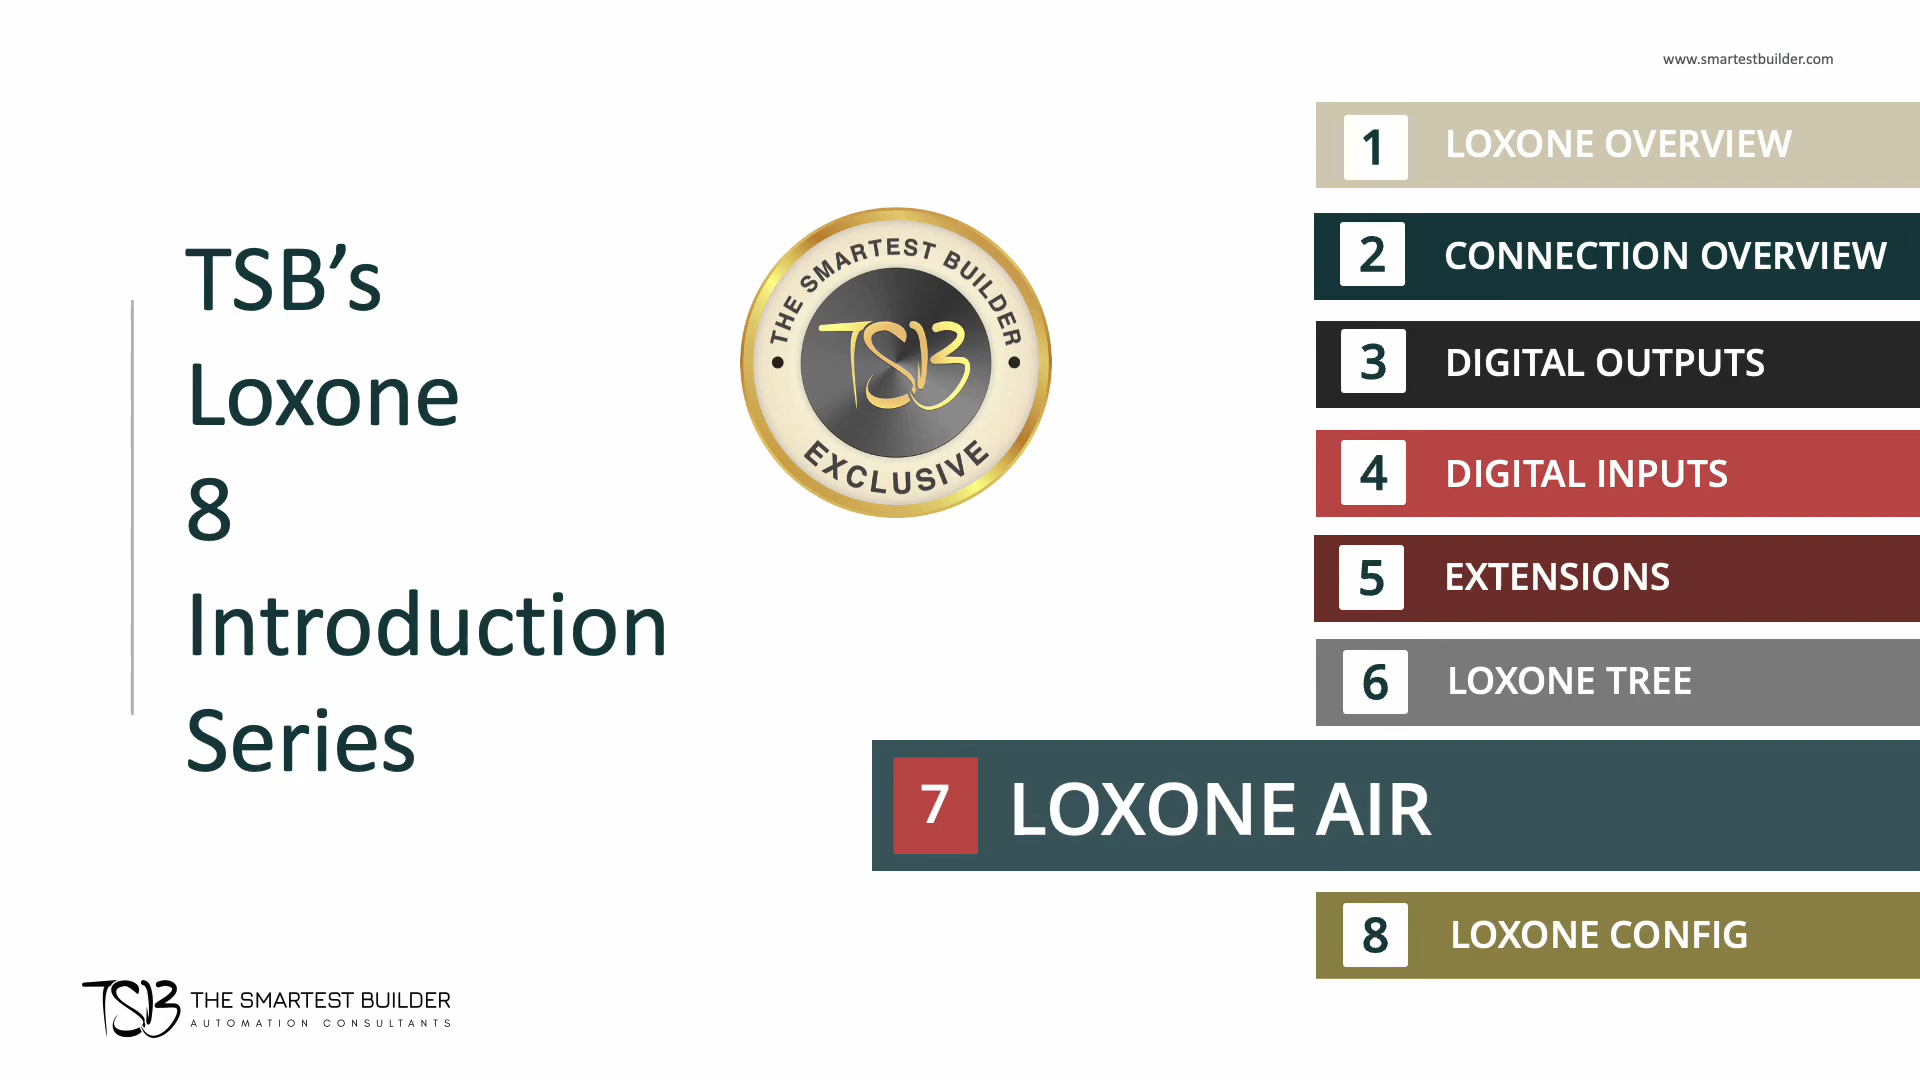 www.smartestbuilder.com
TSB’s
Loxone
8
Introduction
Series
THE SMARTEST BUILDER
TSB
EXCLUSIVE
1 LOXONE OVERVIEW
2 CONNECTION OVERVIEW
3 DIGITAL OUTPUTS
4 DIGITAL INPUTS
5 EXTENSIONS
6 LOXONE TREE
7 LOXONE AIR
8 LOXONE CONFIG
TSB THE SMARTEST BUILDER
AUTOMATION CONSULTANTS